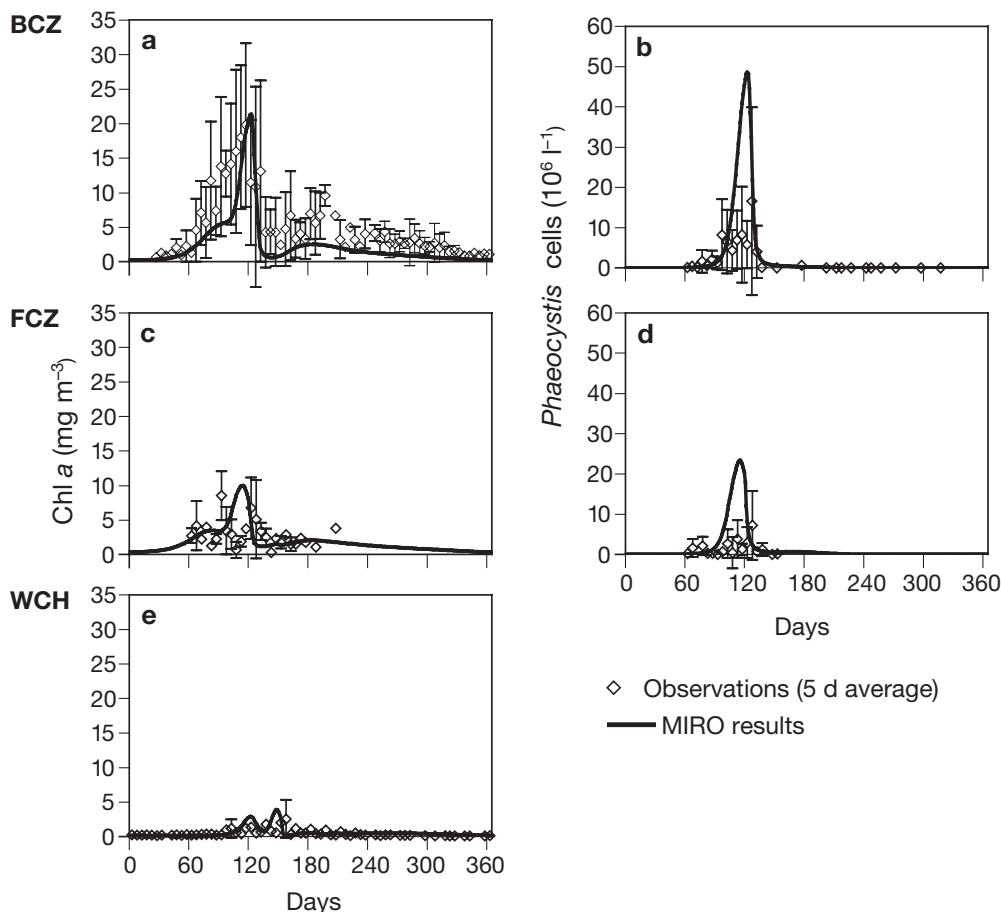 BCZ
a
35
30
25
20
15
10
5
0
b
60
50
40
30
20
10
0
FCZ
c
35
30
25
20
15
10
5
0
Chl a (mg m–3)
d
60
50
40
30
20
10
0
Phaeocystis cells (10⁶ l–1)
0 60 120 180 240 300 360
Days
WCH
e
35
30
25
20
15
10
5
0
0 60 120 180 240 300 360
Days
Observations (5 d average)
MIRO results